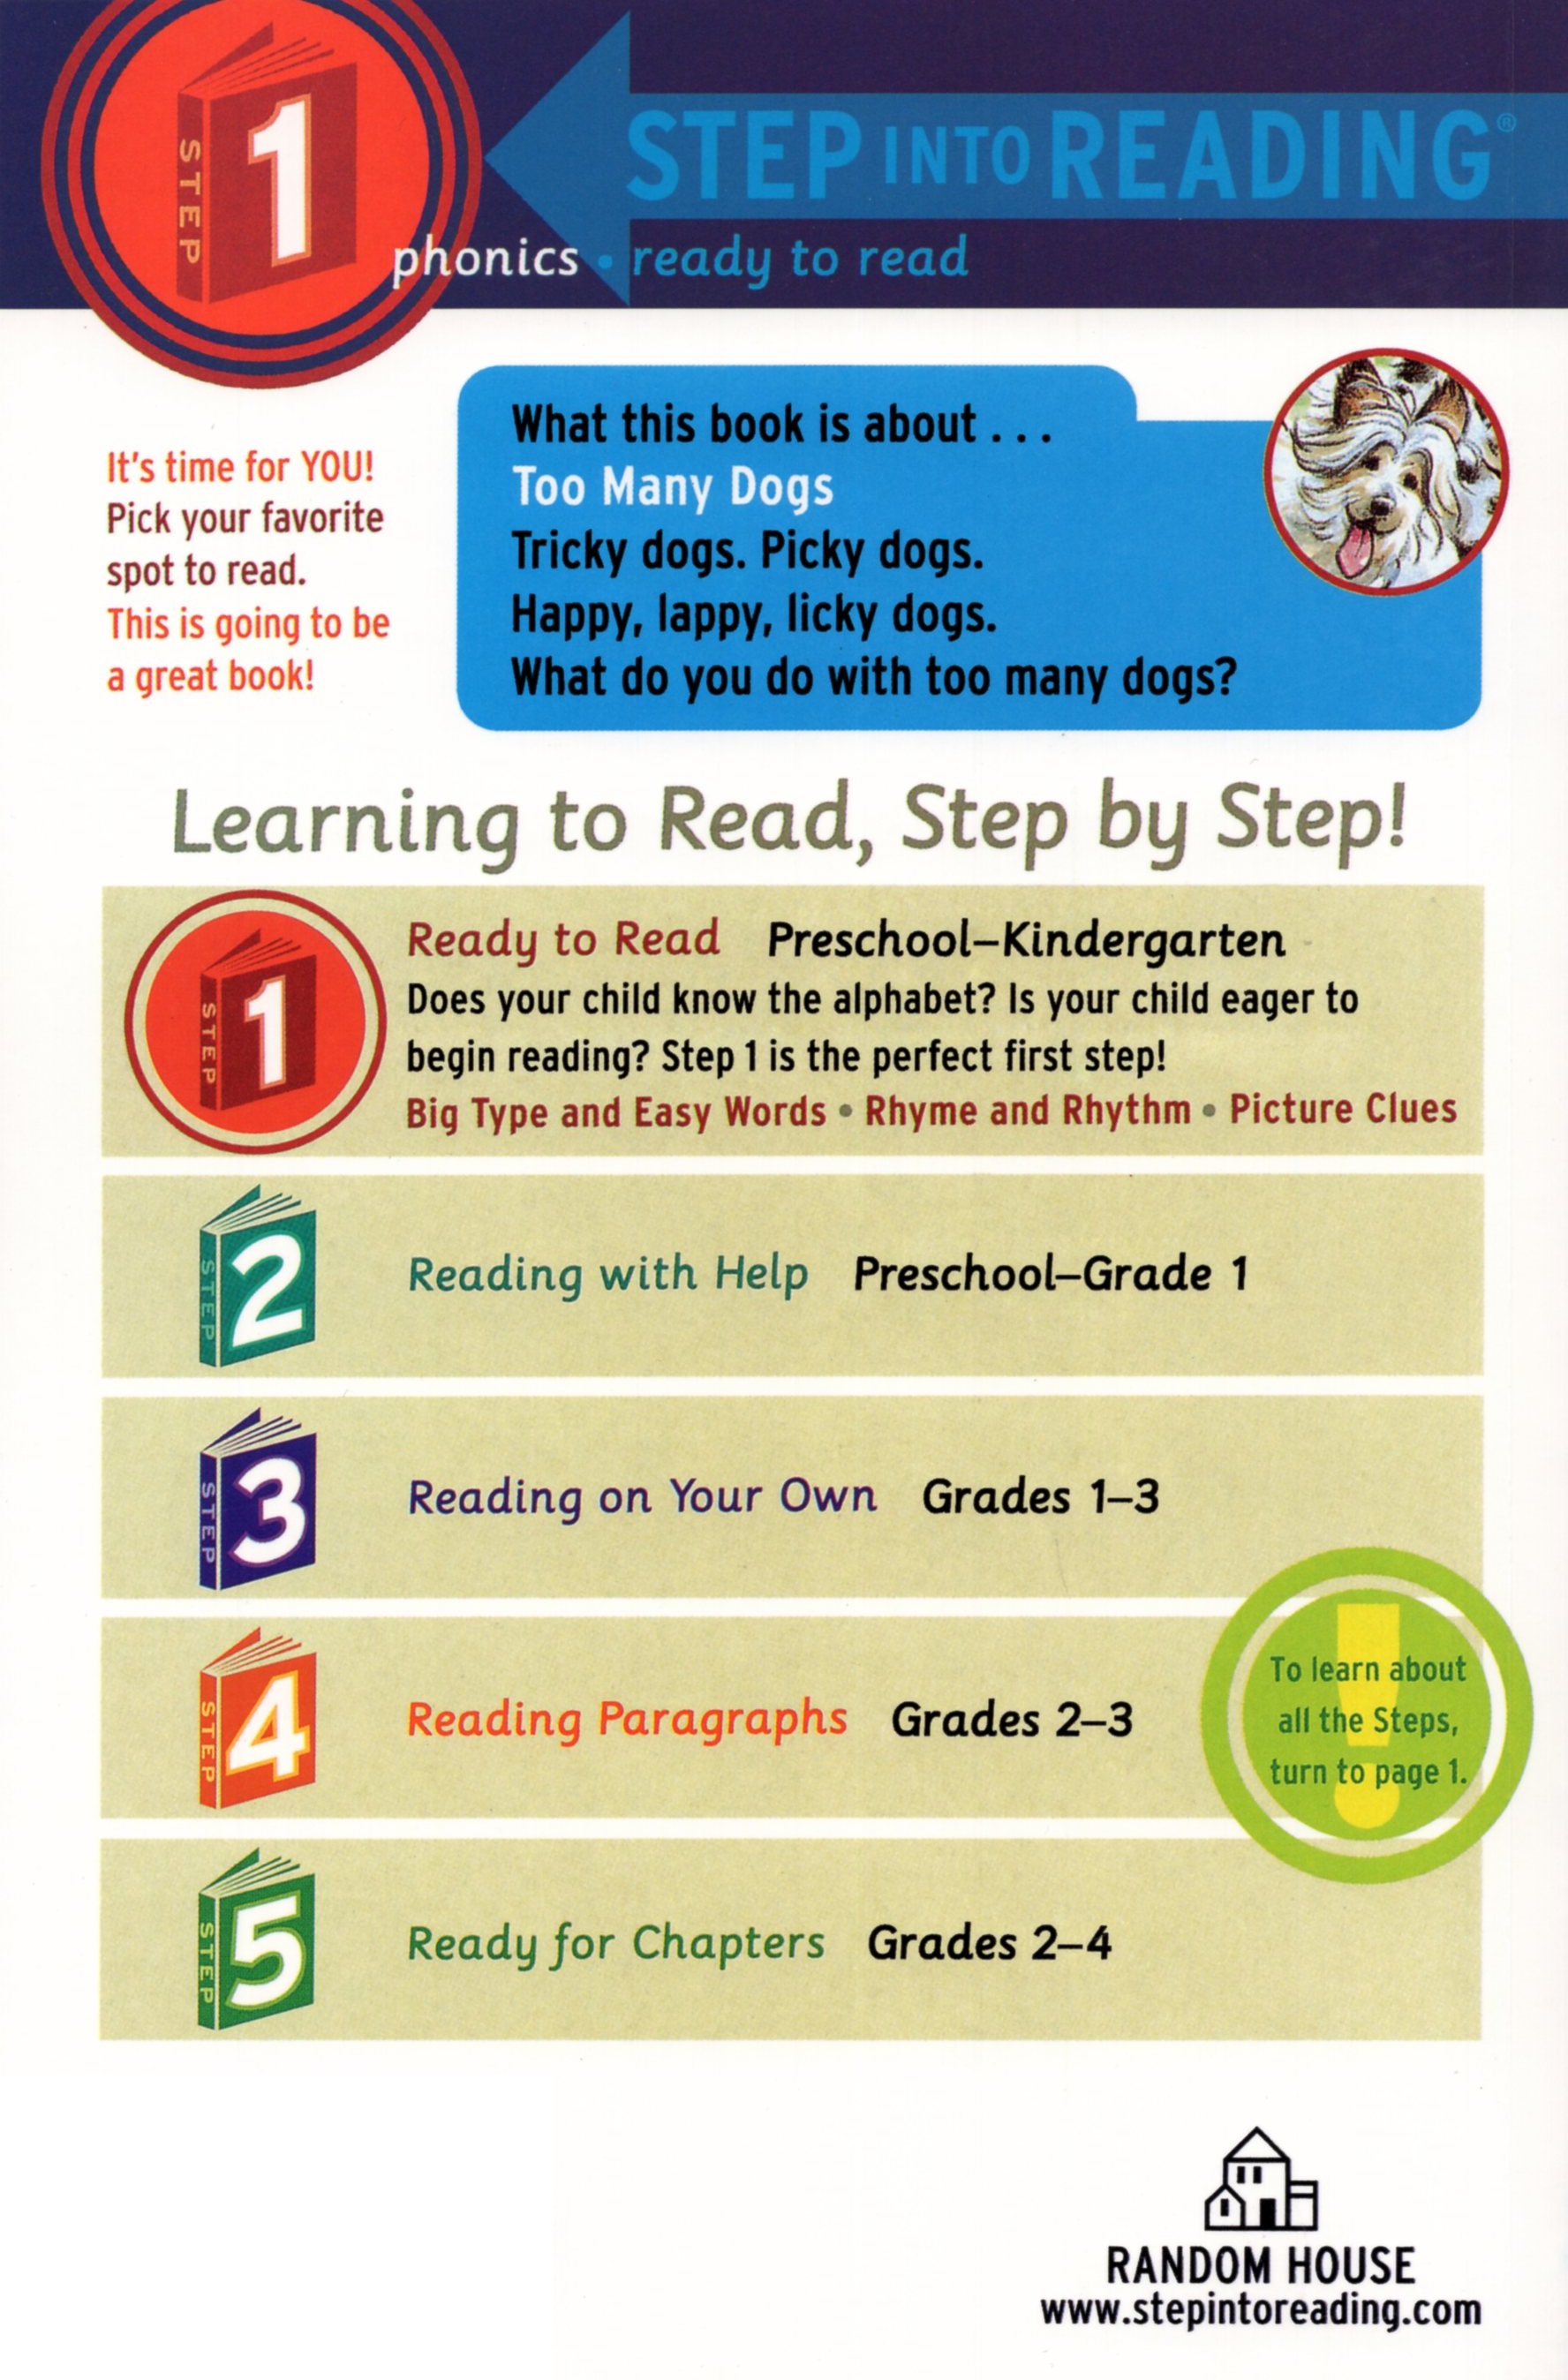 STEP
1
STEP INTO READING®
phonics • ready to read
It's time for YOU!
Pick your favorite
spot to read.
This is going to be
a great book!
What this book is about . . .
Too Many Dogs
Tricky dogs. Picky dogs.
Happy, lappy, licky dogs.
What do you do with too many dogs?
Learning to Read, Step by Step!
STEP
1
Ready to Read Preschool–Kindergarten
Does your child know the alphabet? Is your child eager to
begin reading? Step 1 is the perfect first step!
Big Type and Easy Words • Rhyme and Rhythm • Picture Clues
STEP
2
Reading with Help Preschool–Grade 1
STEP
3
Reading on Your Own Grades 1–3
STEP
4
Reading Paragraphs Grades 2–3
!
To learn about
all the Steps,
turn to page 1.
STEP
5
Ready for Chapters Grades 2–4
RANDOM HOUSE
www.stepintoreading.com